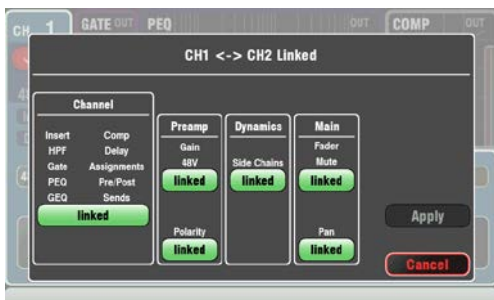 CH 1 GATE OUT PEQ OUT COMP OUT
CH1 <-> CH2 Linked
Channel
Insert Comp
HPF Delay
Gate Assignments
PEQ Pre/Post
GEQ Sends
linked
Preamp
Gain
48V
linked
Polarity
linked
Dynamics
Side Chains
linked
Main
Fader
Mute
linked
Pan
linked
Apply
Cancel